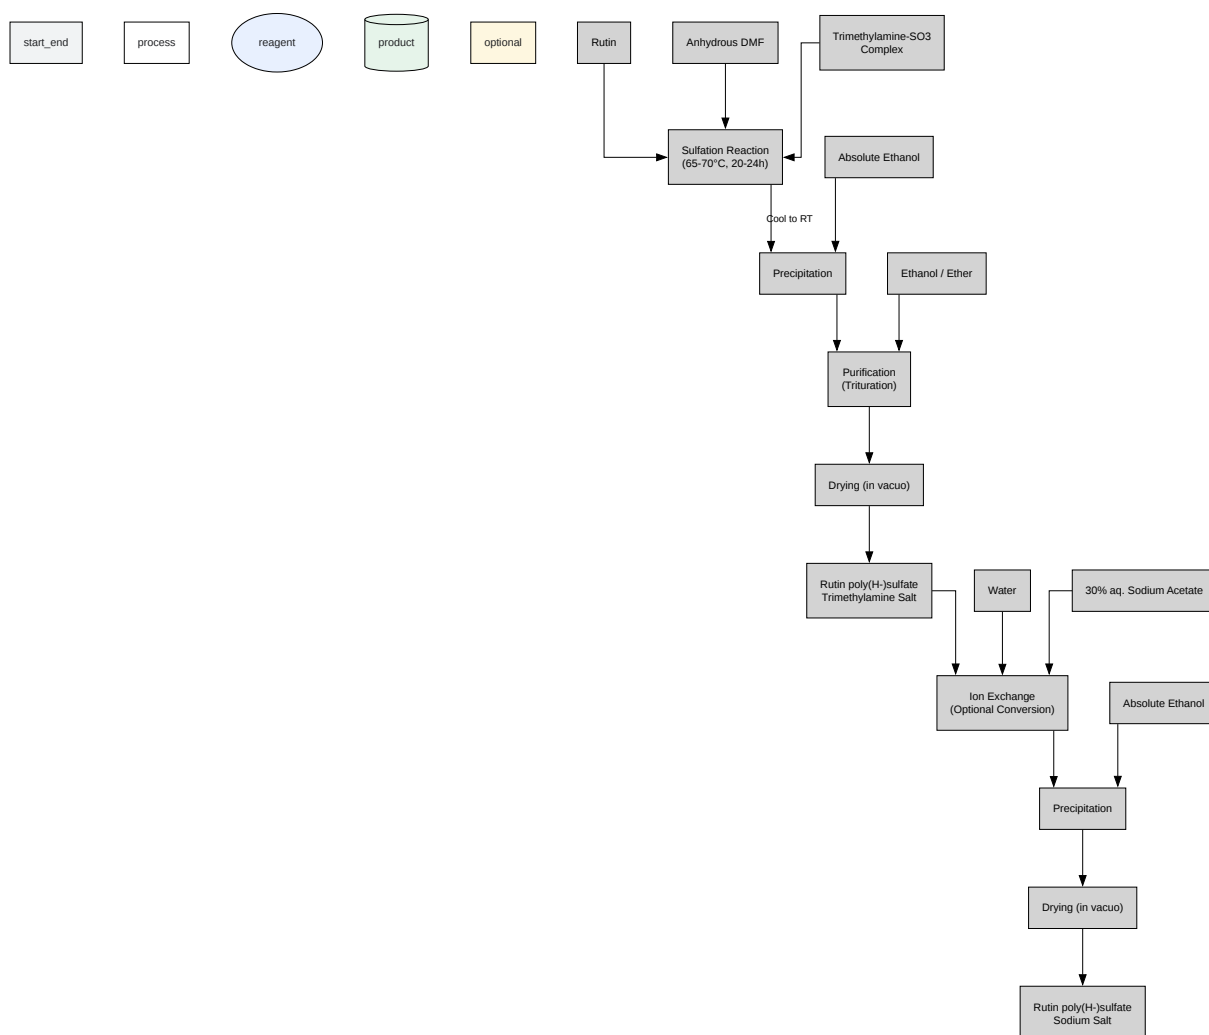 start_end
process
reagent
product
optional
Rutin
Anhydrous DMF
Trimethylamine-SO3
Complex
Sulfation Reaction
(65-70°C, 20-24h)
Absolute Ethanol
Cool to RT
Precipitation
Ethanol / Ether
Purification
(Trituration)
Drying (in vacuo)
Rutin poly(H-)sulfate
Trimethylamine Salt
Water
30% aq. Sodium Acetate
Ion Exchange
(Optional Conversion)
Absolute Ethanol
Precipitation
Drying (in vacuo)
Rutin poly(H-)sulfate
Sodium Salt